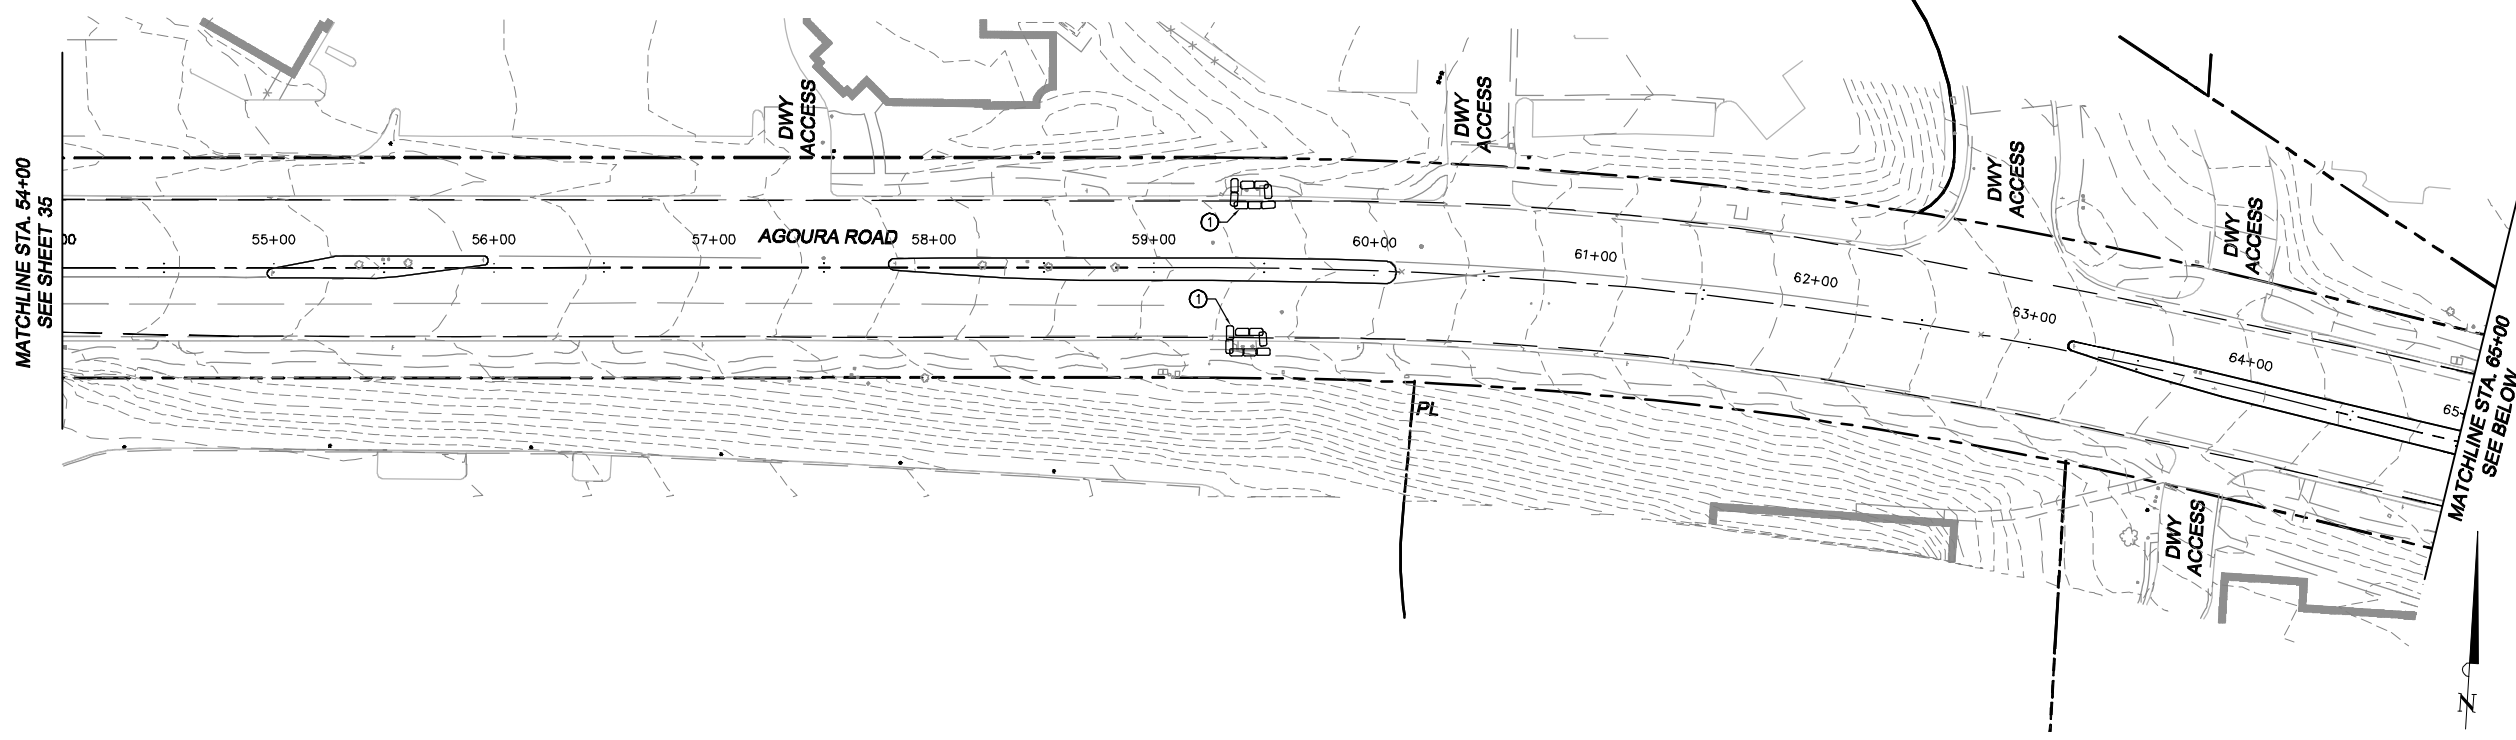 MATCHLINE STA. 54+00
SEE SHEET 35
00
55+00
56+00
57+00
AGOURA ROAD
58+00
59+00
60+00
61+00
62+00
63+00
64+00
65+
DWY
ACCESS
DWY
ACCESS
DWY
ACCESS
DWY
ACCESS
1
1
PL
DWY
ACCESS
MATCHLINE STA. 65+00
SEE BELOW
N